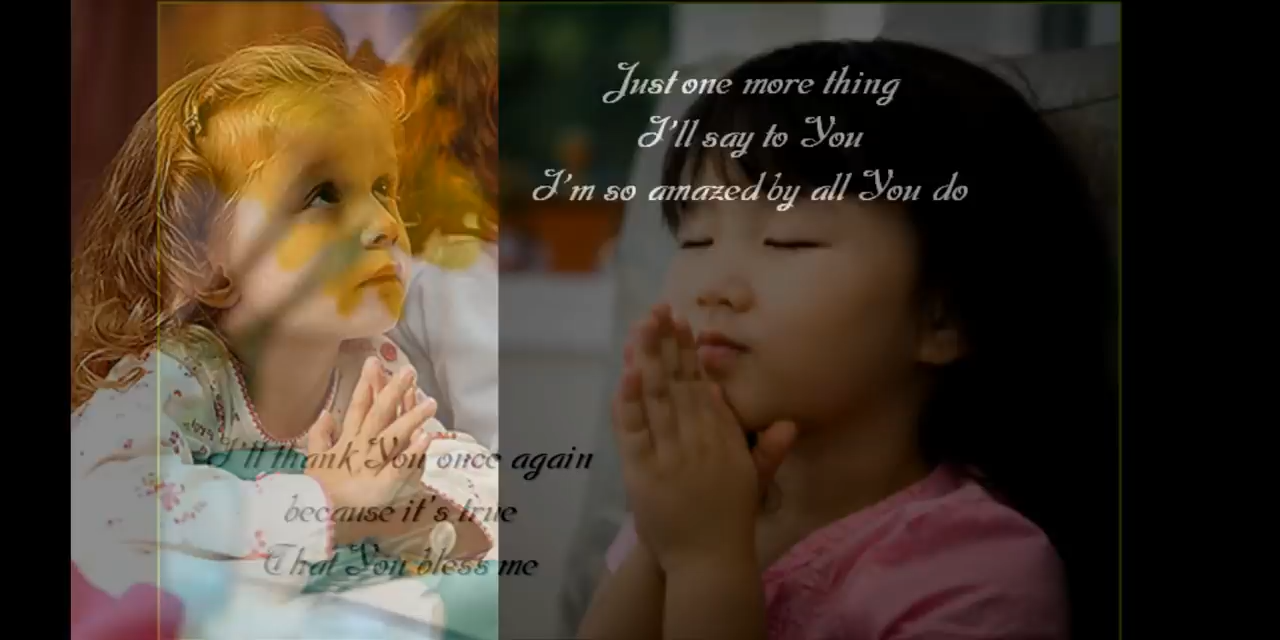 Just one more thing
I'll say to You
I'm so amazed by all You do
I'll thank You once again
because it's true
That You bless me